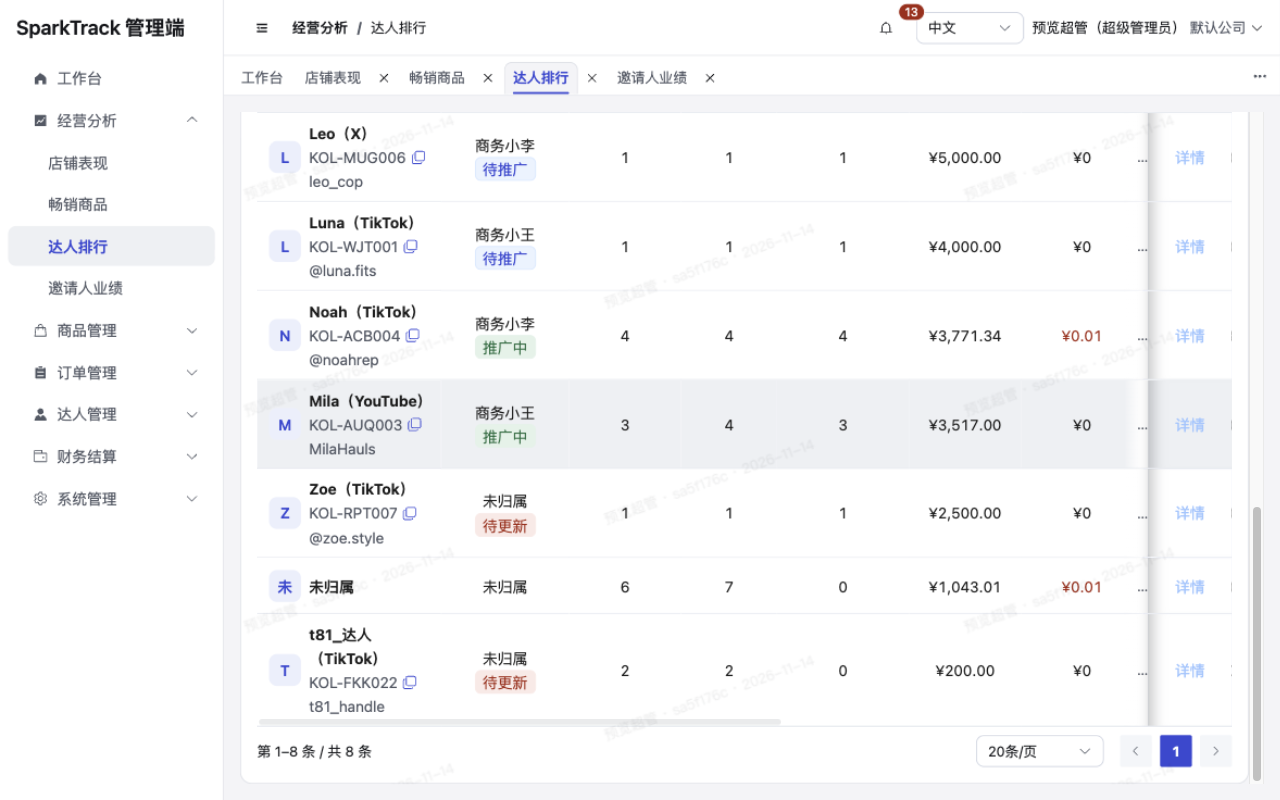 SparkTrack 管理端
经营分析 / 达人排行
13
中文
预览超管（超级管理员）
默认公司
工作台
店铺表现
畅销商品
达人排行
邀请人业绩
工作台
经营分析
店铺表现
畅销商品
达人排行
邀请人业绩
商品管理
订单管理
达人管理
财务结算
系统管理
L
Leo（X）
KOL-MUG006
leo_cop
商务小李
待推广
1
1
1
¥5,000.00
¥0
...
详情
L
Luna（TikTok）
KOL-WJT001
@luna.fits
商务小王
待推广
1
1
1
¥4,000.00
¥0
...
详情
N
Noah（TikTok）
KOL-ACB004
@noahrep
商务小李
推广中
4
4
4
¥3,771.34
¥0.01
...
详情
M
Mila（YouTube）
KOL-AUQ003
MilaHauls
商务小王
推广中
3
4
3
¥3,517.00
¥0
...
详情
Z
Zoe（TikTok）
KOL-RPT007
@zoe.style
未归属
待更新
1
1
1
¥2,500.00
¥0
...
详情
未
未归属
未归属
6
7
0
¥1,043.01
¥0.01
...
详情
T
t81_达人
（TikTok）
KOL-FKK022
t81_handle
未归属
待更新
2
2
0
¥200.00
¥0
...
详情
第 1–8 条 / 共 8 条
20条/页
1
预览超管 · sa5f176c · 2026-11-14